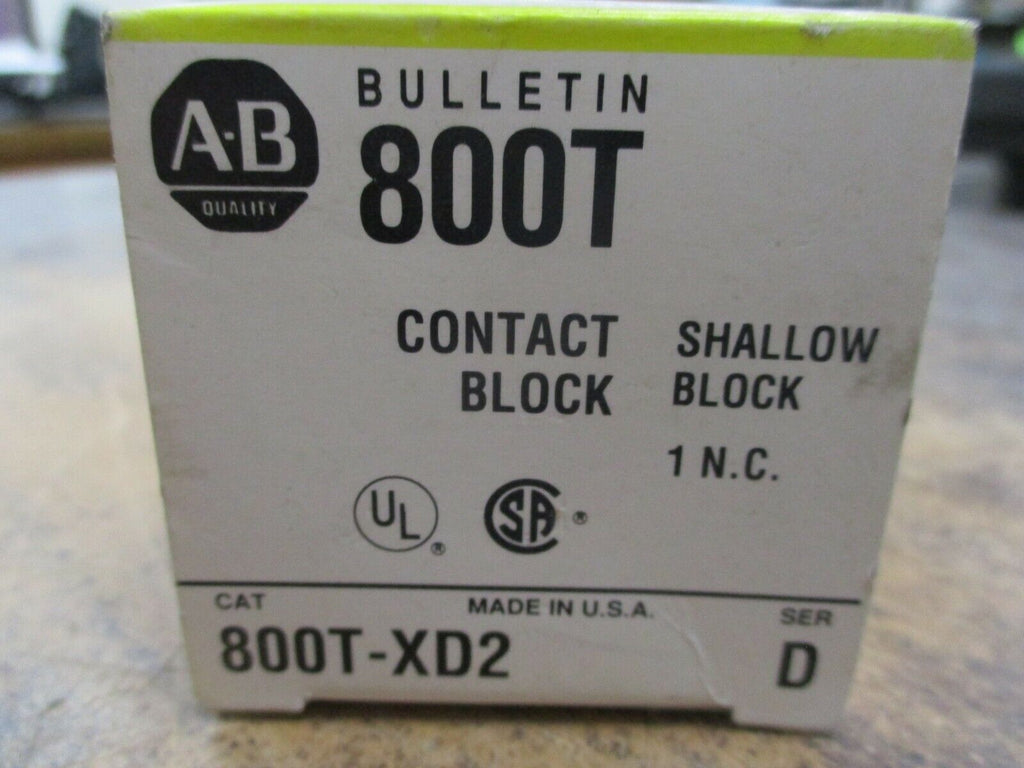 A-B
QUALITY
BULLETIN
800T
CONTACT
BLOCK
SHALLOW
BLOCK
1 N.C.
UL®
SA®
CAT
MADE IN U.S.A.
SER
800T-XD2
D